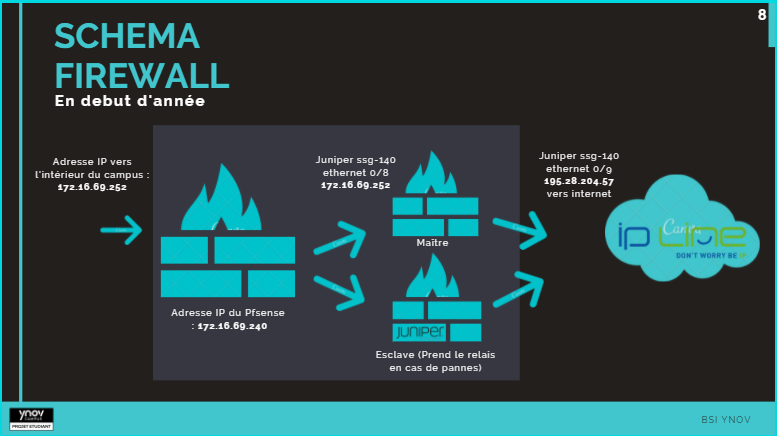 8
SCHEMA
FIREWALL
En debut d'année
Adresse IP vers
l'intérieur du campus :
172.16.69.252
Juniper ssg-140
ethernet 0/8
172.16.69.252
Juniper ssg-140
ethernet 0/9
195.28.204.57
vers internet
Canva
ip Line
DON'T WORRY BE IP
Maître
Adresse IP du Pfsense
: 172.16.69.240
JUNIPer
Esclave (Prend le relais
en cas de pannes)
ynov
CAMPUS
PROJET ETUDIANT
BSI YNOV